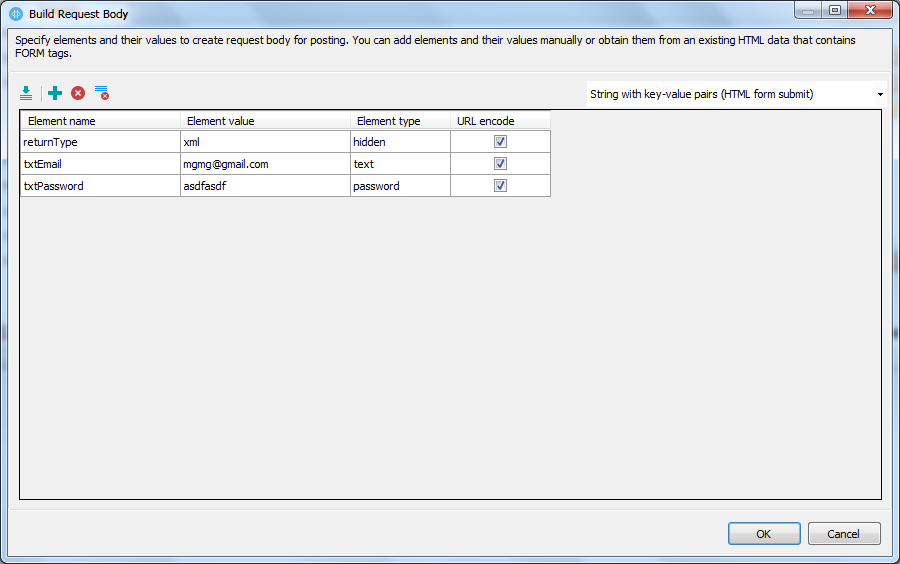 Build Request Body
Specify elements and their values to create request body for posting. You can add elements and their values manually or obtain them from an existing HTML data that contains
FORM tags.
String with key-value pairs (HTML form submit)
Element name Element value Element type URL encode
returnType xml hidden
txtEmail mgmg@gmail.com text
txtPassword asdfasdf password
OK Cancel